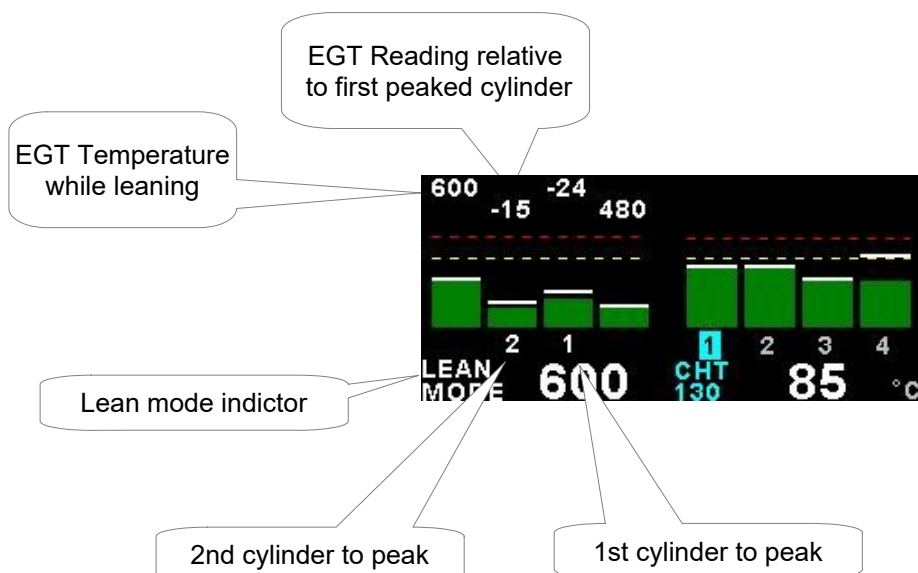 EGT Reading relative
to first peaked cylinder
EGT Temperature
while leaning
600
-15
-24
480
2
1
1
2
3
4
LEAN
MODE
600
CHT
130
85
°C
Lean mode indictor
2nd cylinder to peak
1st cylinder to peak